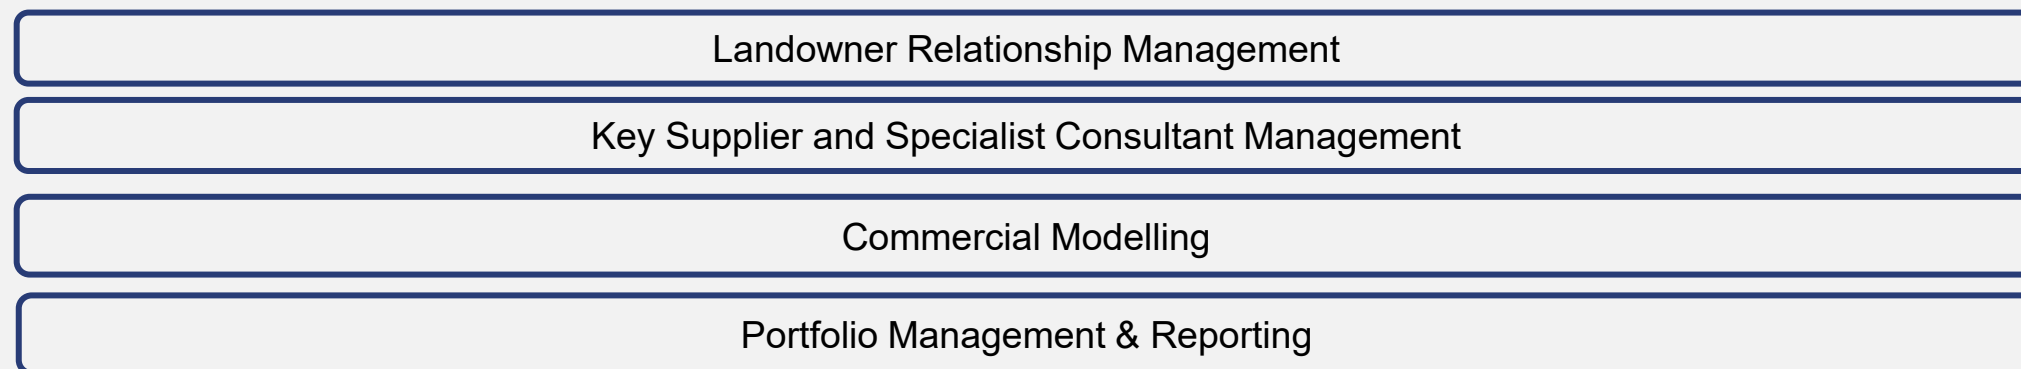 Landowner Relationship Management
Key Supplier and Specialist Consultant Management
Commercial Modelling
Portfolio Management & Reporting